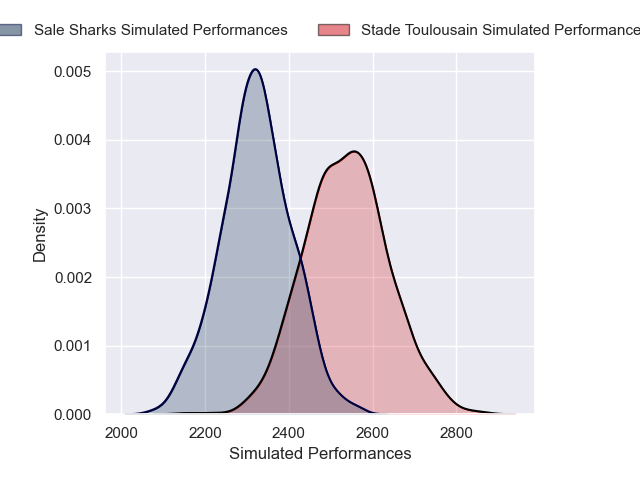 Sale Sharks Simulated Performances
Stade Toulousain Simulated Performance
0.005
0.004
0.003
0.002
0.001
0.000
Density
2000 2200 2400 2600 2800
Simulated Performances